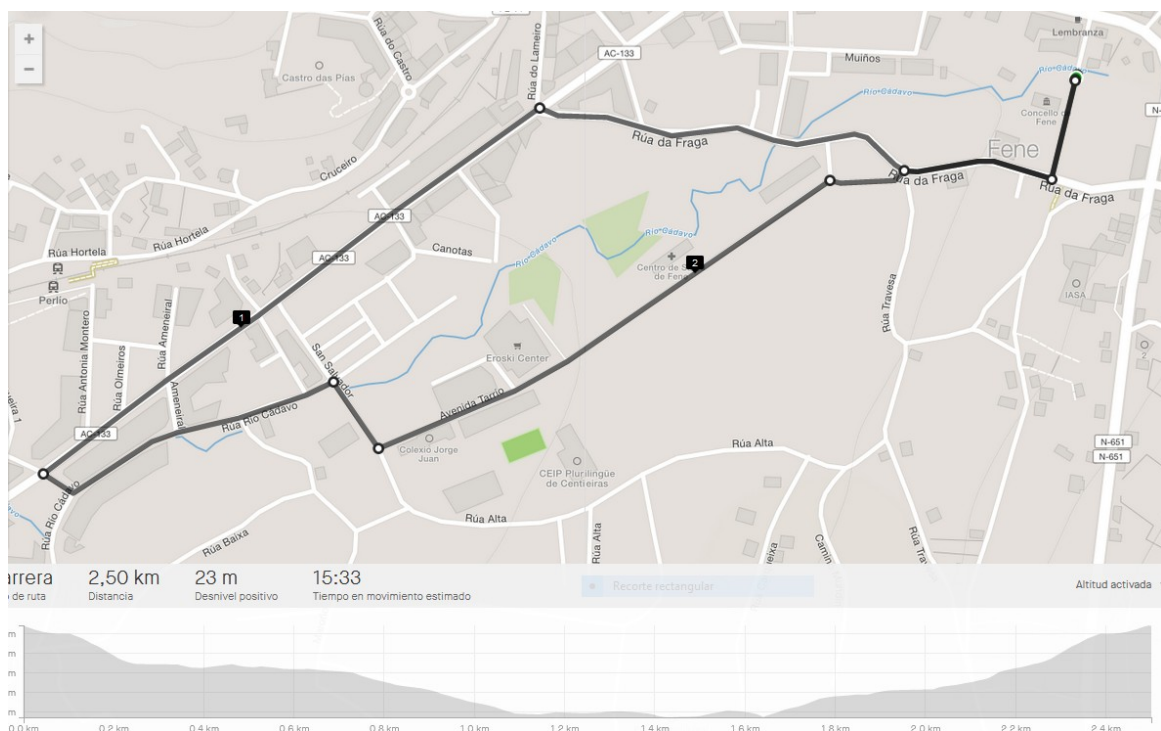 +
−
AC-133
Rúa do Castro
Rúa do Lameiro
Castro das Pias
Muiños
Lembranza
Río Cádavo
Río Cádavo
Concello de
Fene
Fene
Rúa da Fraga
Rúa da Fraga
Rúa da Fraga
Cruceiro
AC-133
Rúa Hortela
Rúa Hortela
Canotas
AC-133
Río Cádavo
Río Cádavo
Perlío
Centro de
de Fene
2
IASA
Rúa Travesa
1
Rúa Antonia Montero
Rúa Olmeiros
Rúa Ameneiral
Ameneiral
San Salvador
Eroski Center
2
Avenida Tarrío
Rúa Río Cádavo
AC-133
Colexio Jorge
Juan
CEIP Plurilingüe
de Centieiras
Rúa Alta
N-651
N-651
Rúa Río Cádavo
Rúa Baixa
Rúa Alta
Rúa Alta
arrera
2,50 km
23 m
15:33
de ruta
Distancia
Desnivel positivo
Tiempo en movimiento estimado
Recorte rectangular
Altitud activada
m
m
m
m
m
0.0 km
0.2 km
0.4 km
0.6 km
0.8 km
1.0 km
1.2 km
1.4 km
1.6 km
1.8 km
2.0 km
2.2 km
2.4 km